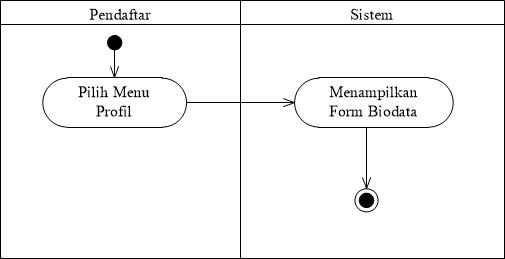 Pendaftar
Sistem
Pilih Menu
Profil
Menampilkan
Form Biodata